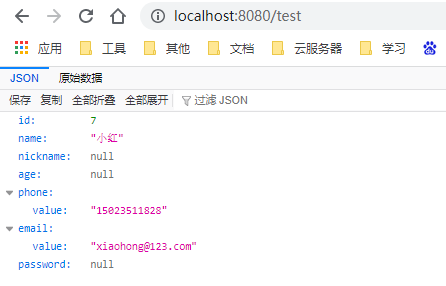 localhost:8080/test
应用 工具 其他 文档 云服务器 学习
JSON 原始数据
保存 复制 全部折叠 全部展开 过滤 JSON
id: 7
name: "小红"
nickname: null
age: null
phone:
value: "15023511828"
email:
value: "xiaohong@123.com"
password: null